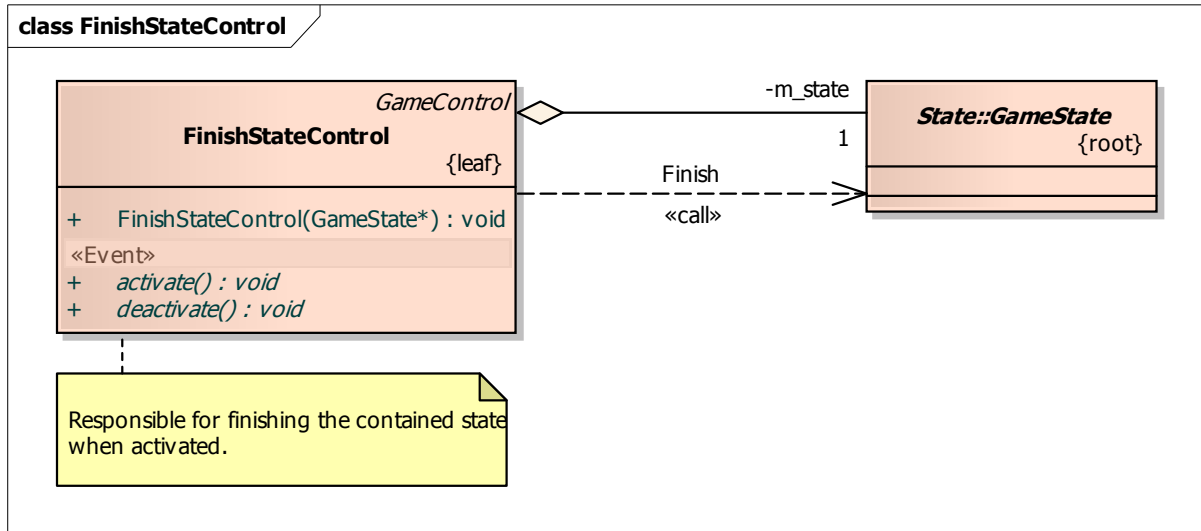 class FinishStateControl
GameControl
FinishStateControl
{leaf}
+ FinishStateControl(GameState*) : void
«Event»
+ activate() : void
+ deactivate() : void
-m_state
1
Finish
«call»
State::GameState
{root}
Responsible for finishing the contained state
when activated.